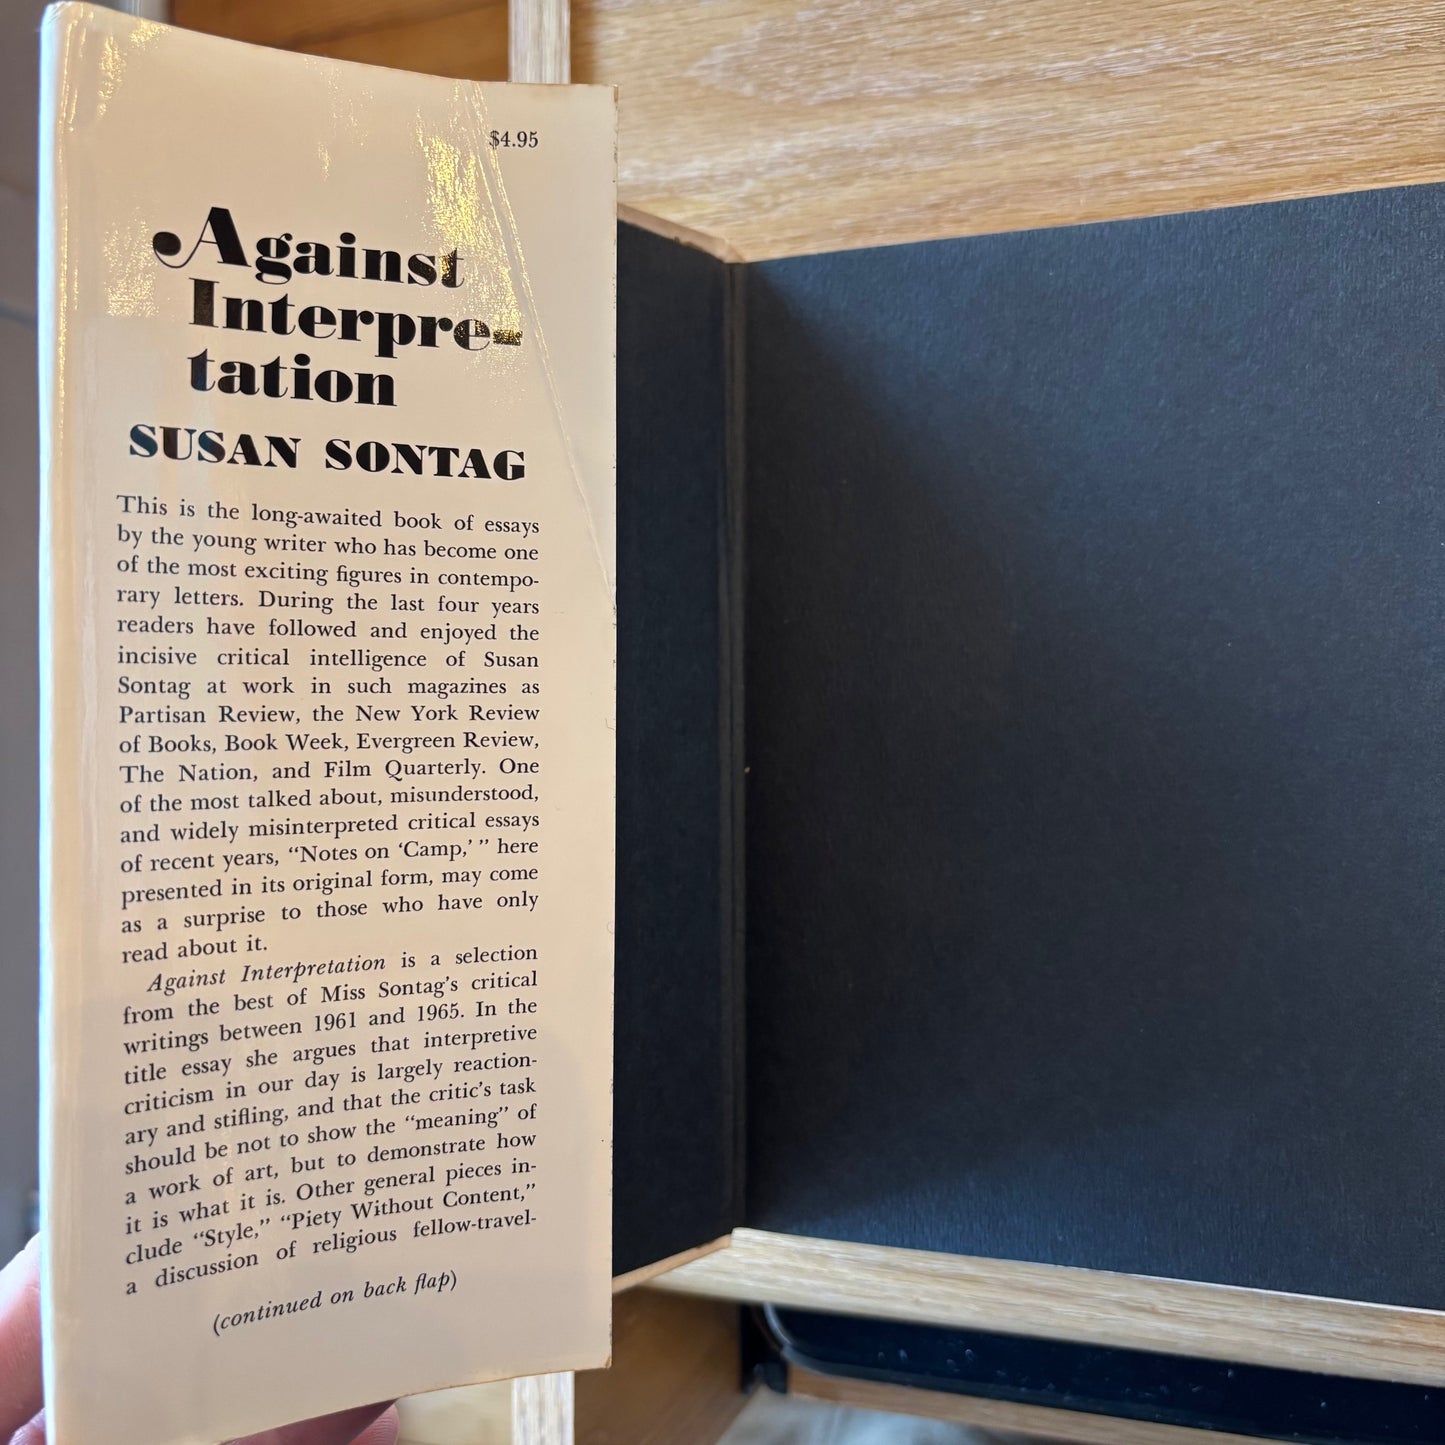 $4.95
Against
Interpre-
tation
SUSAN SONTAG
This is the long-awaited book of essays
by the young writer who has become one
of the most exciting figures in contempo-
rary letters. During the last four years
readers have followed and enjoyed the
incisive critical intelligence of Susan
Sontag at work in such magazines as
Partisan Review, the New York Review
of Books, Book Week, Evergreen Review,
The Nation, and Film Quarterly. One
of the most talked about, misunderstood,
and widely misinterpreted critical essays
of recent years, “Notes on ‘Camp,’ ” here
presented in its original form, may come
as a surprise to those who have only
read about it.
Against Interpretation is a selection
from the best of Miss Sontag’s critical
writings between 1961 and 1965. In the
title essay she argues that interpretive
criticism in our day is largely reaction-
ary and stifling, and that the critic’s task
should be not to show the “meaning” of
a work of art, but to demonstrate how
it is what it is. Other general pieces in-
clude “Style,” “Piety Without Content,”
a discussion of religious fellow-travel-
(continued on back flap)